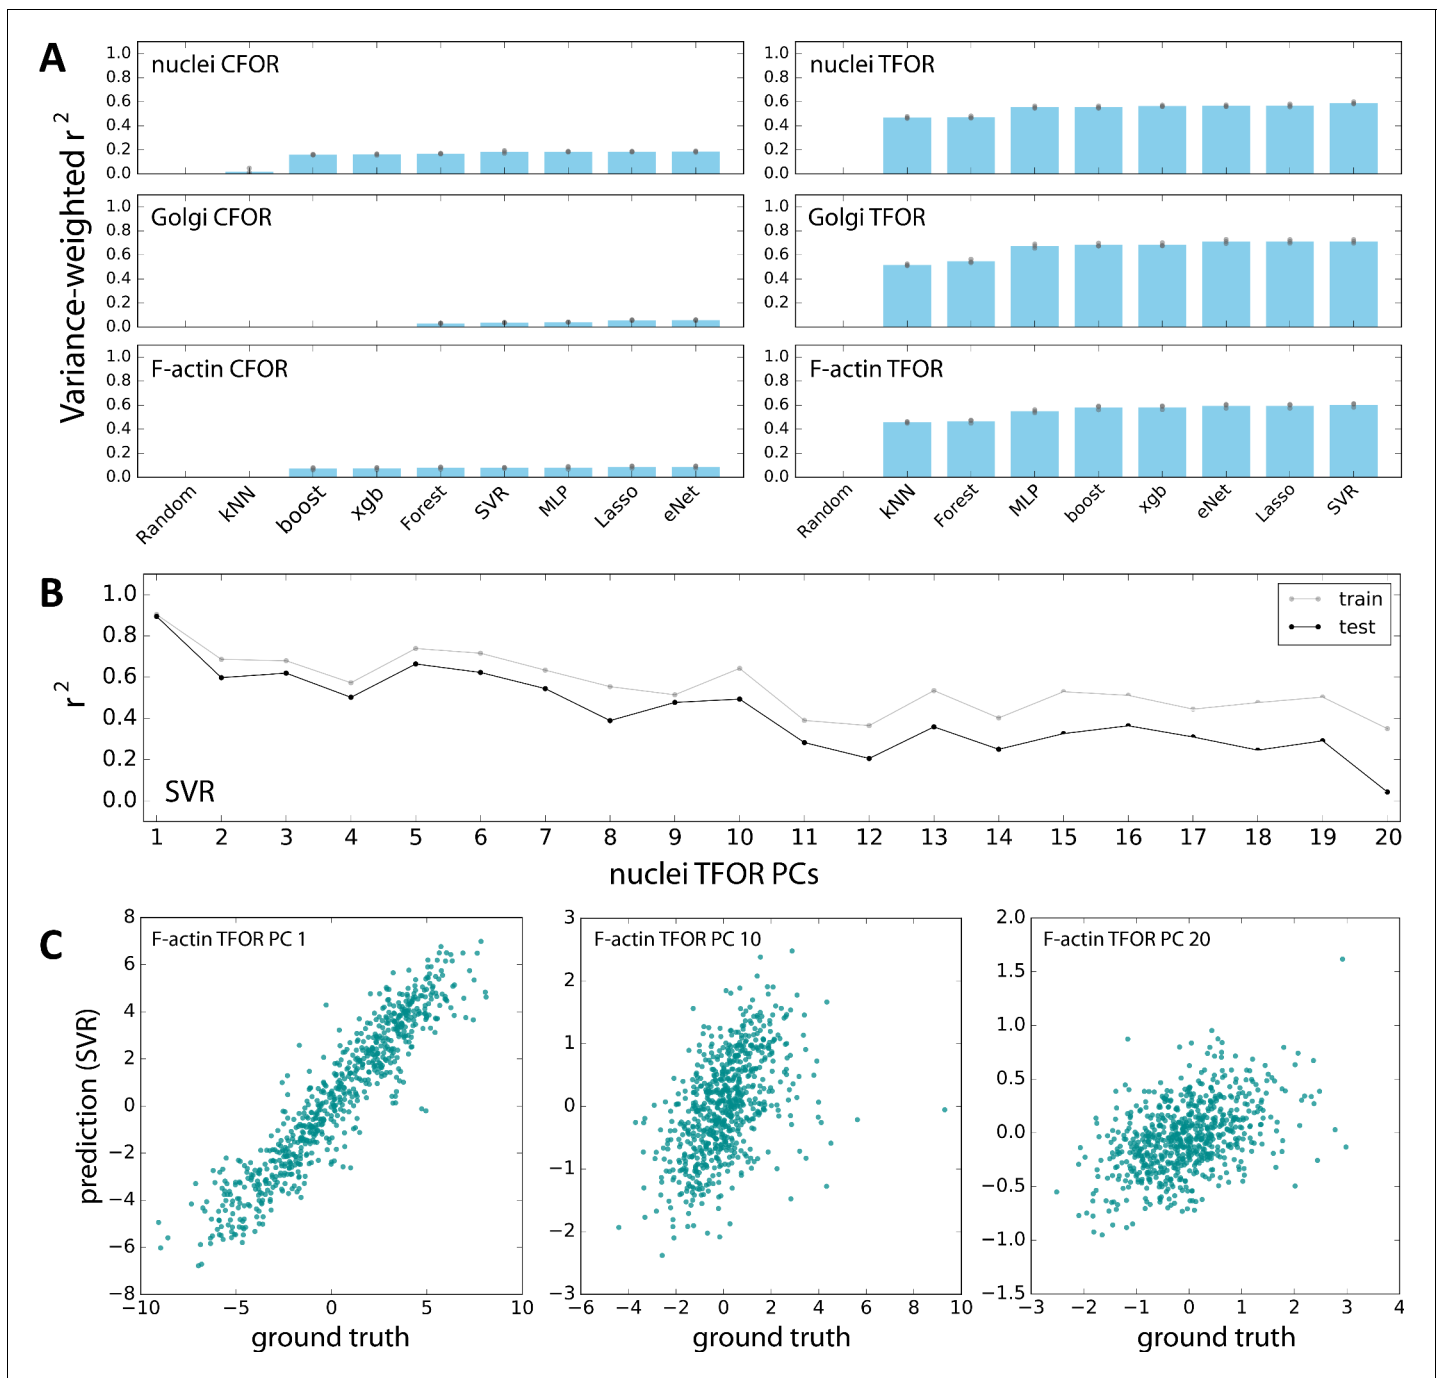 A
Variance-weighted r 2
nuclei CFOR
1.0
0.8
0.6
0.4
0.2
0.0
nuclei TFOR
1.0
0.8
0.6
0.4
0.2
0.0
Golgi CFOR
1.0
0.8
0.6
0.4
0.2
0.0
Golgi TFOR
1.0
0.8
0.6
0.4
0.2
0.0
F-actin CFOR
1.0
0.8
0.6
0.4
0.2
0.0
F-actin TFOR
1.0
0.8
0.6
0.4
0.2
0.0
Random kNN boost xgb Forest SVR MLP Lasso eNet
Random kNN Forest MLP boost xgb eNet Lasso SVR
B
r 2
1.0
0.8
0.6
0.4
0.2
0.0
train
test
SVR
1 2 3 4 5 6 7 8 9 10 11 12 13 14 15 16 17 18 19 20
nuclei TFOR PCs
C
prediction (SVR)
F-actin TFOR PC 1
8
6
4
2
0
−2
−4
−6
−8
−10 −5 0 5 10
ground truth
F-actin TFOR PC 10
3
2
1
0
−1
−2
−3
−6 −4 −2 0 2 4 6 8 10
ground truth
F-actin TFOR PC 20
2.0
1.5
1.0
0.5
0.0
−0.5
−1.0
−1.5
−3 −2 −1 0 1 2 3 4
ground truth